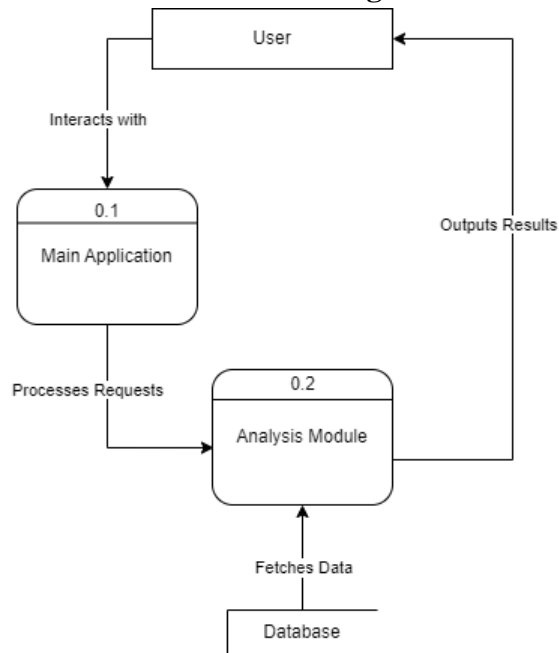 User
Interacts with
0.1
Main Application
Outputs Results
Processes Requests
0.2
Analysis Module
Fetches Data
Database